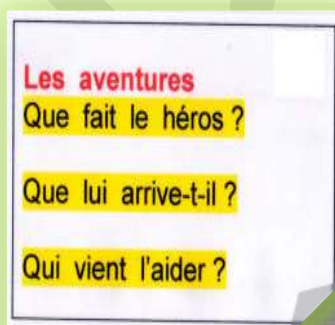 Les aventures
Que fait le héros ?
Que lui arrive-t-il ?
Qui vient l'aider ?